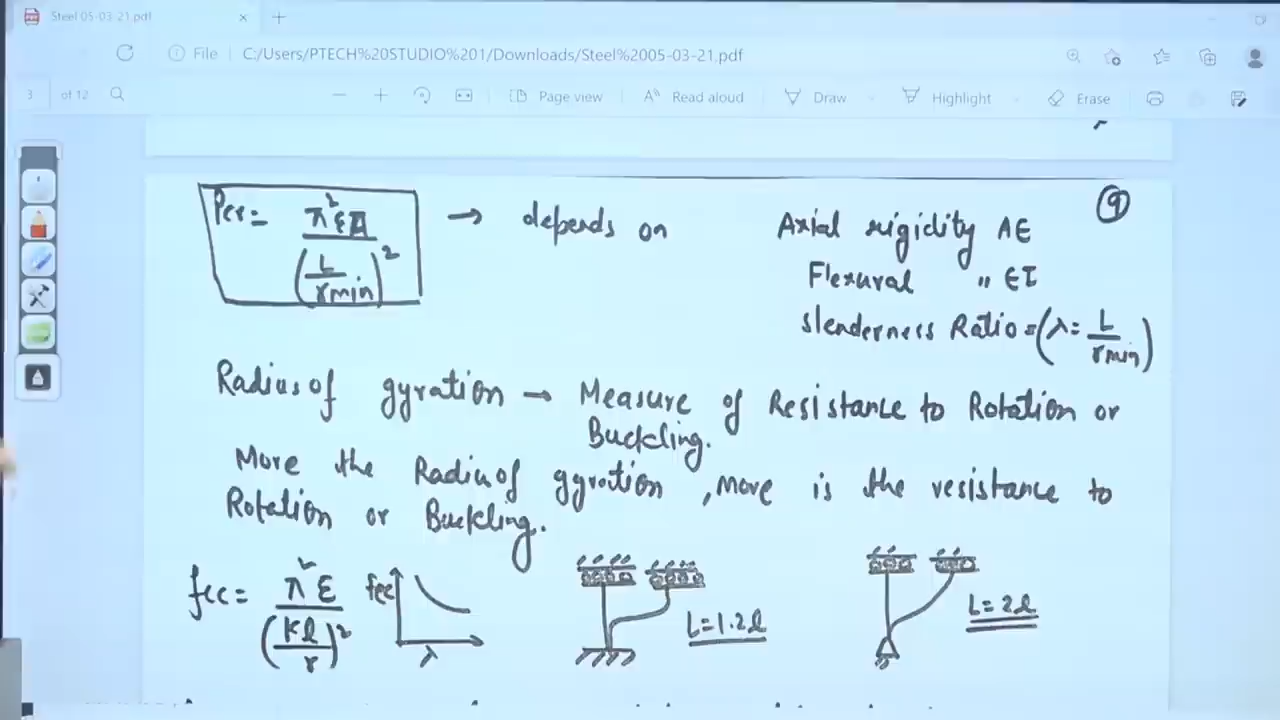 Steel 05-03-21.pdf
File C:/Users/PTECH%20STUDIO%201/Downloads/Steel%2005-03-21.pdf
3 of 12 Page view Read aloud Draw Highlight Erase
9
Pcr = π²EA / (L/rmin)² → depends on Axial rigidity AE
Flexural " EI
Slenderness Ratio = (λ = L/rmin)
Radius of gyration → Measure of Resistance to Rotation or
Buckling.
More the Radius of gyration, more is the resistance to
Rotation or Buckling.
fcc = π²E / (Kl/r)² fcc λ L=1.2l L=2l